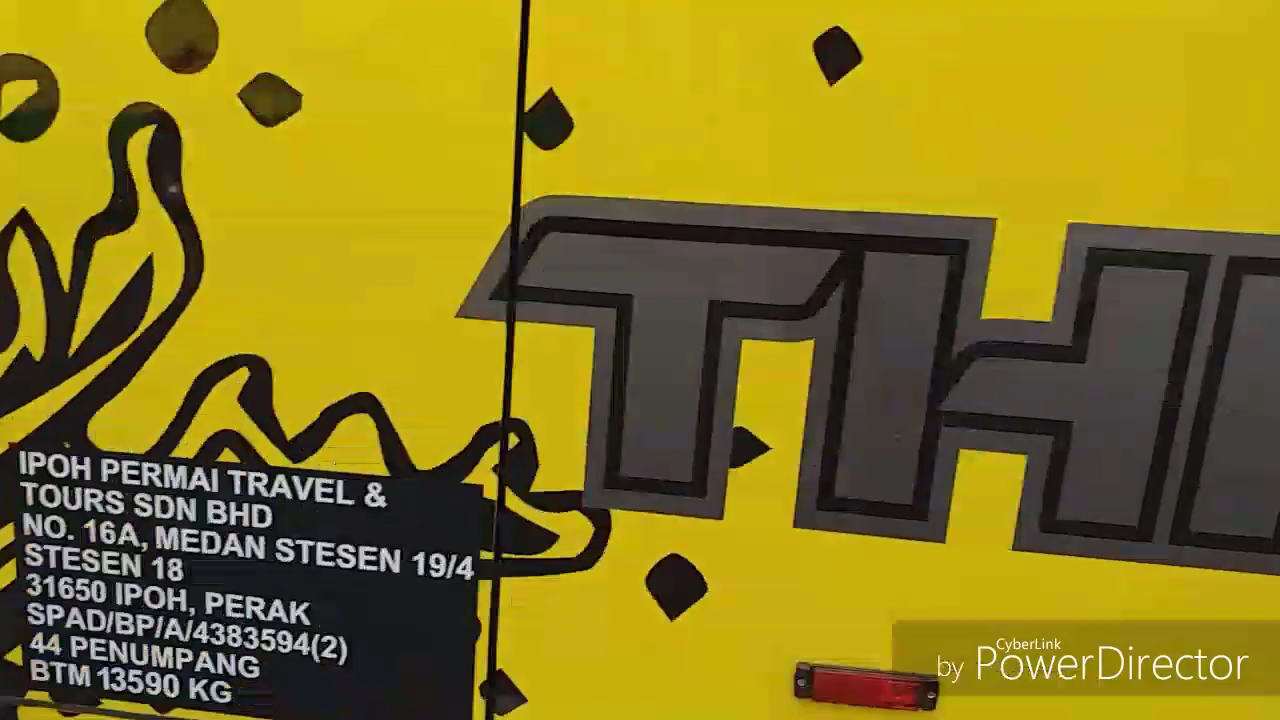 IPOH PERMAI TRAVEL &
TOURS SDN BHD
NO. 16A, MEDAN STESEN 19/4
STESEN 18
31650 IPOH, PERAK
SPAD/BP/A/4383594(2)
44 PENUMPANG
BTM 13590 KG
TH
CyberLink
by PowerDirector